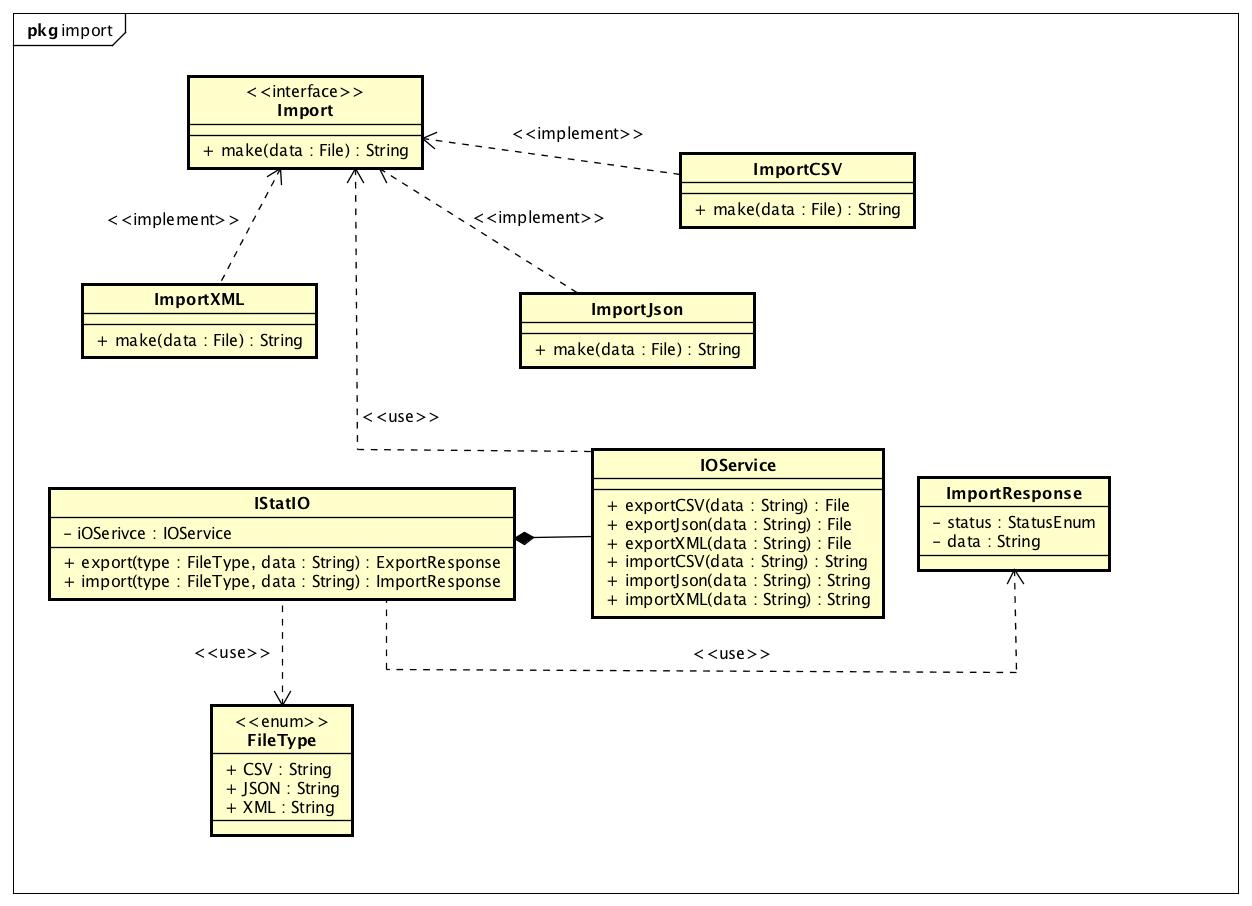 pkg import
<<interface>>
Import
+ make(data : File) : String
<<implement>>
ImportCSV
+ make(data : File) : String
<<implement>>
<<implement>>
ImportXML
+ make(data : File) : String
ImportJson
+ make(data : File) : String
<<use>>
IOService
+ exportCSV(data : String) : File
+ exportJson(data : String) : File
+ exportXML(data : String) : File
+ importCSV(data : String) : String
+ importJson(data : String) : String
+ importXML(data : String) : String
ImportResponse
- status : StatusEnum
- data : String
IStatIO
- iOSerivce : IOService
+ export(type : FileType, data : String) : ExportResponse
+ import(type : FileType, data : String) : ImportResponse
<<use>>
<<use>>
<<enum>>
FileType
+ CSV : String
+ JSON : String
+ XML : String